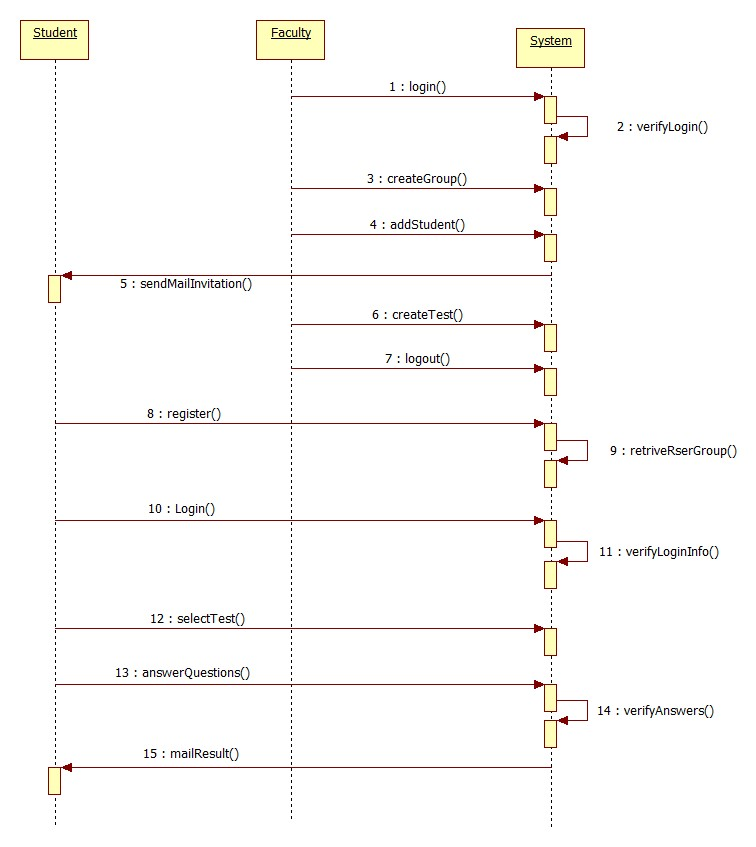 Student
Faculty
System
1 : login()
2 : verifyLogin()
3 : createGroup()
4 : addStudent()
5 : sendMailInvitation()
6 : createTest()
7 : logout()
8 : register()
9 : retriveRserGroup()
10 : Login()
11 : verifyLoginInfo()
12 : selectTest()
13 : answerQuestions()
14 : verifyAnswers()
15 : mailResult()